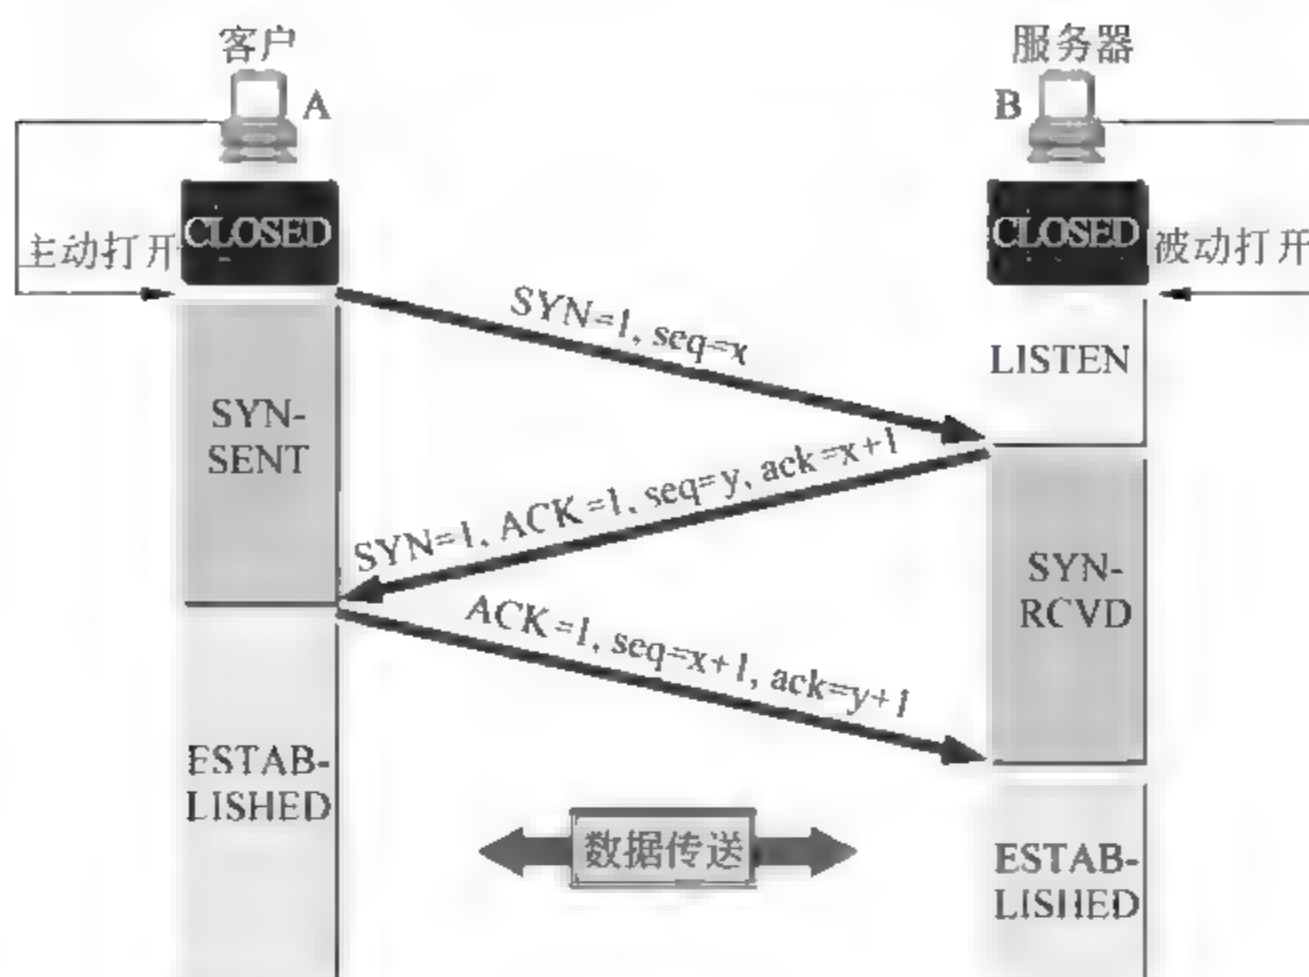 客户
服务器
A
B
CLOSED
CLOSED
主动打开
被动打开
SYN=1, seq=x
LISTEN
SYN-
SENT
SYN=1, ACK=1, seq=y, ack=x+1
SYN-
RCVD
ACK=1, seq=x+1, ack=y+1
ESTAB-
LISHED
数据传送
ESTAB-
LISHED